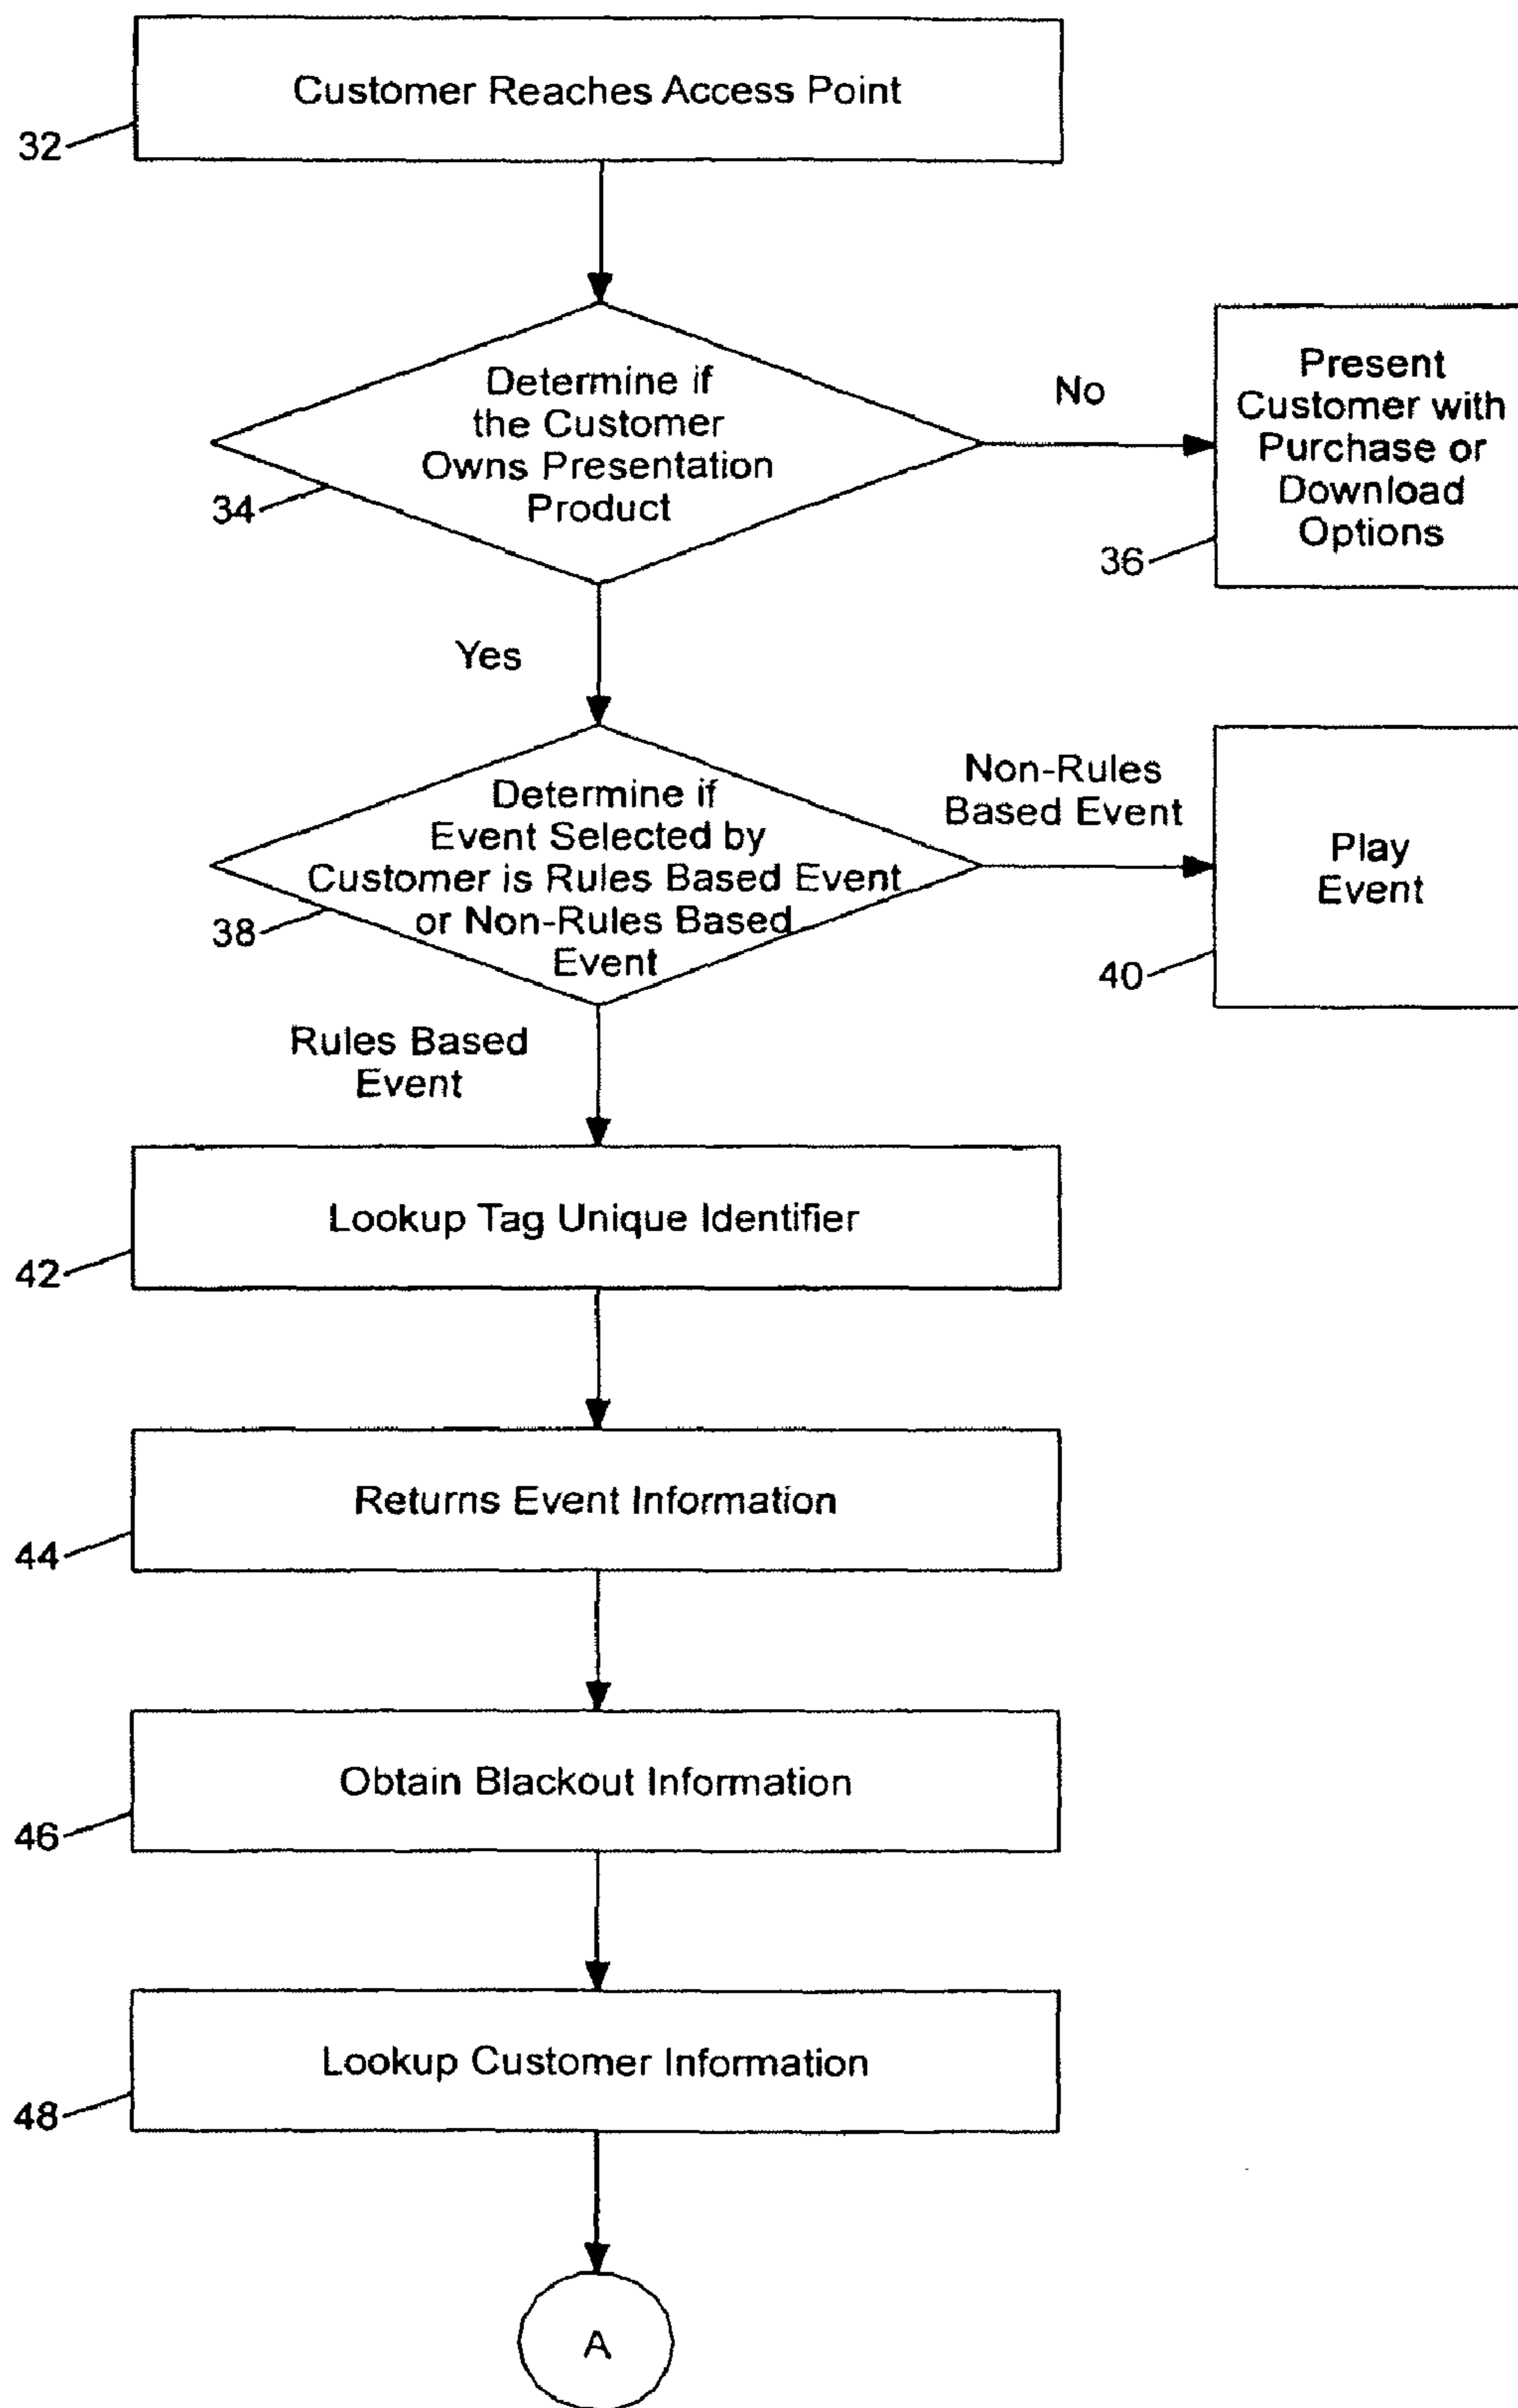 Customer Reaches Access Point
32
Determine if
the Customer
Owns Presentation
Product
34
No
Present
Customer with
Purchase or
Download
Options
36
Yes
Determine if
Event Selected by
Customer is Rules Based Event
or Non-Rules Based
Event
38
Non-Rules
Based Event
Play
Event
40
Rules Based
Event
Lookup Tag Unique Identifier
42
Returns Event Information
44
Obtain Blackout Information
46
Lookup Customer Information
48
A